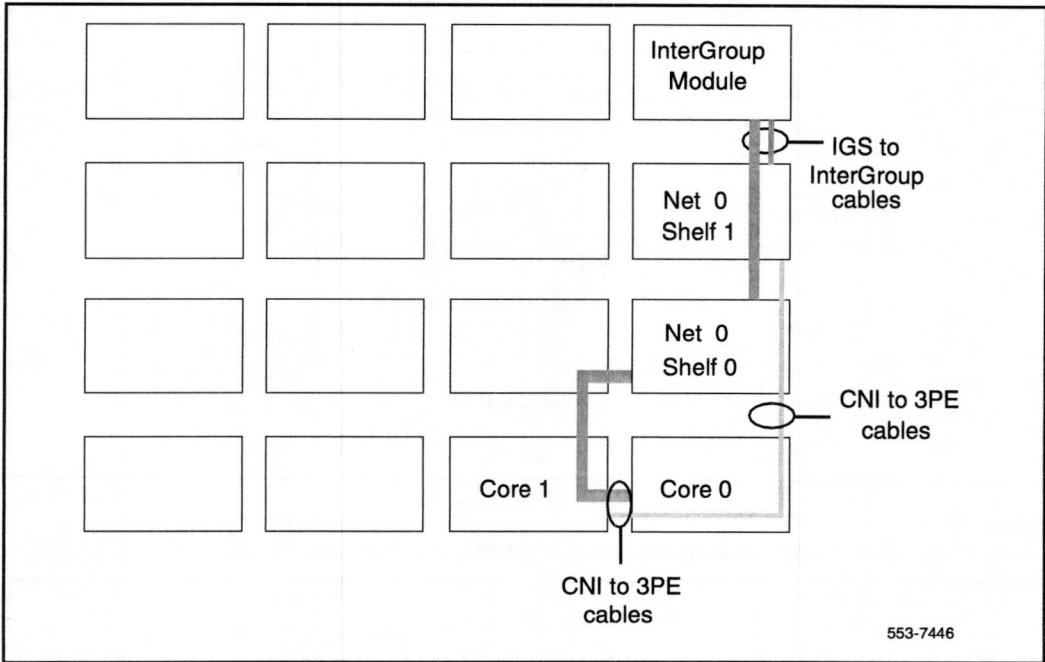 InterGroup
Module
IGS to
InterGroup
cables
Net 0
Shelf 1
Net 0
Shelf 0
CNI to 3PE
cables
Core 1
Core 0
CNI to 3PE
cables
553-7446